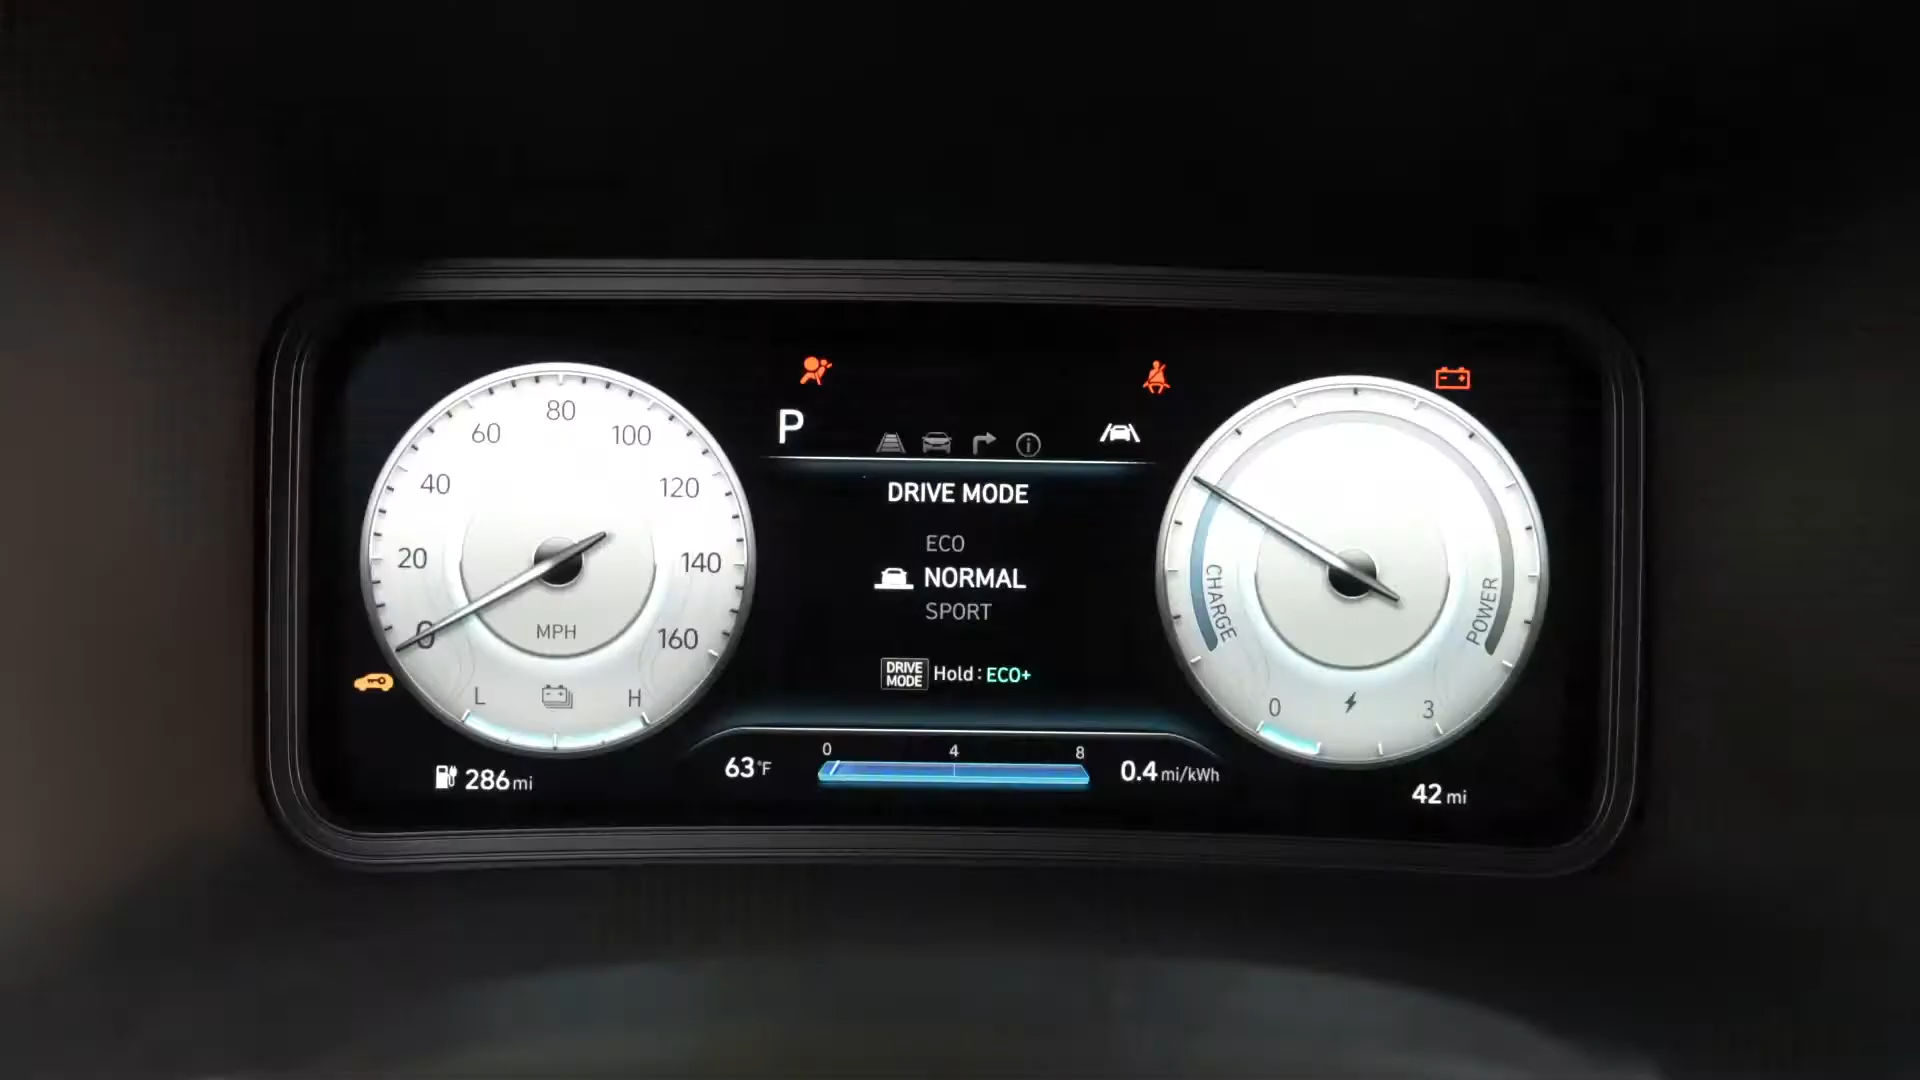 80
60
100
40
120
20
140
0
MPH
160
L
H
286 mi
P
DRIVE MODE
ECO
NORMAL
SPORT
DRIVE MODE Hold : ECO+
63°F
0 4 8
0.4 mi/kWh
CHARGE
POWER
0
3
42 mi